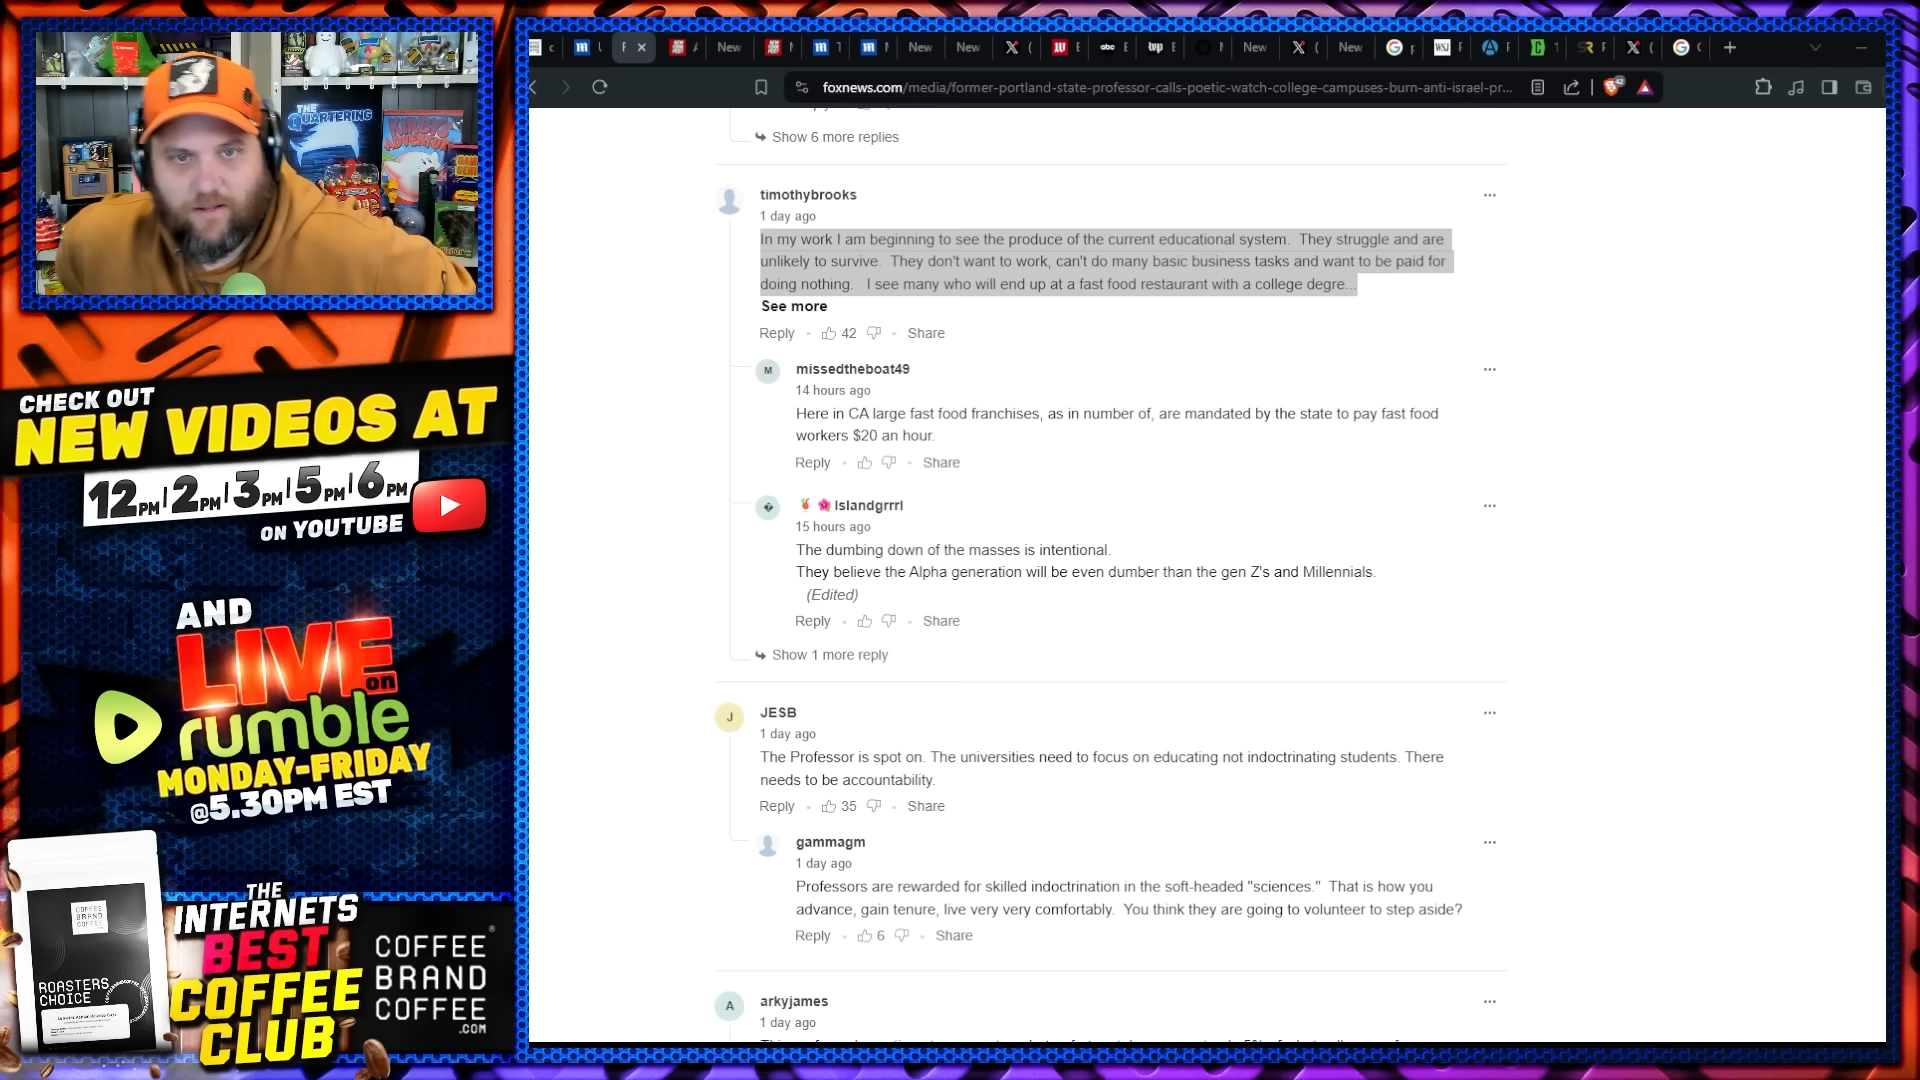 THE
QUARTERING
KIRBY'S
ADVENTURE
CHECK OUT
NEW VIDEOS AT
12PM | 2PM | 3PM | 5PM | 6PM
ON YOUTUBE
AND
LIVE
on
rumble
MONDAY-FRIDAY
@5.30PM EST
COFFEE
BRAND
COFFEE
ROASTERS
CHOICE
THE
INTERNETS
BEST
COFFEE
CLUB
COFFEE
BRAND
COFFEE
.COM
New
New
New
abc
wp
New
New
WSJ
foxnews.com/media/former-portland-state-professor-calls-poetic-watch-college-campuses-burn-anti-israel-pr...
Show 6 more replies
timothybrooks
1 day ago
In my work I am beginning to see the produce of the current educational system.  They struggle and are
unlikely to survive.  They don't want to work, can't do many basic business tasks and want to be paid for
doing nothing.   I see many who will end up at a fast food restaurant with a college degre...
See more
Reply 42 Share
M missedtheboat49
14 hours ago
Here in CA large fast food franchises, as in number of, are mandated by the state to pay fast food
workers $20 an hour.
Reply Share
🍹 🌺 Islandgrrrl
15 hours ago
The dumbing down of the masses is intentional.
They believe the Alpha generation will be even dumber than the gen Z's and Millennials.
(Edited)
Reply Share
Show 1 more reply
J JESB
1 day ago
The Professor is spot on. The universities need to focus on educating not indoctrinating students. There
needs to be accountability.
Reply 35 Share
gammagm
1 day ago
Professors are rewarded for skilled indoctrination in the soft-headed "sciences."  That is how you
advance, gain tenure, live very very comfortably.  You think they are going to volunteer to step aside?
Reply 6 Share
A arkyjames
1 day ago